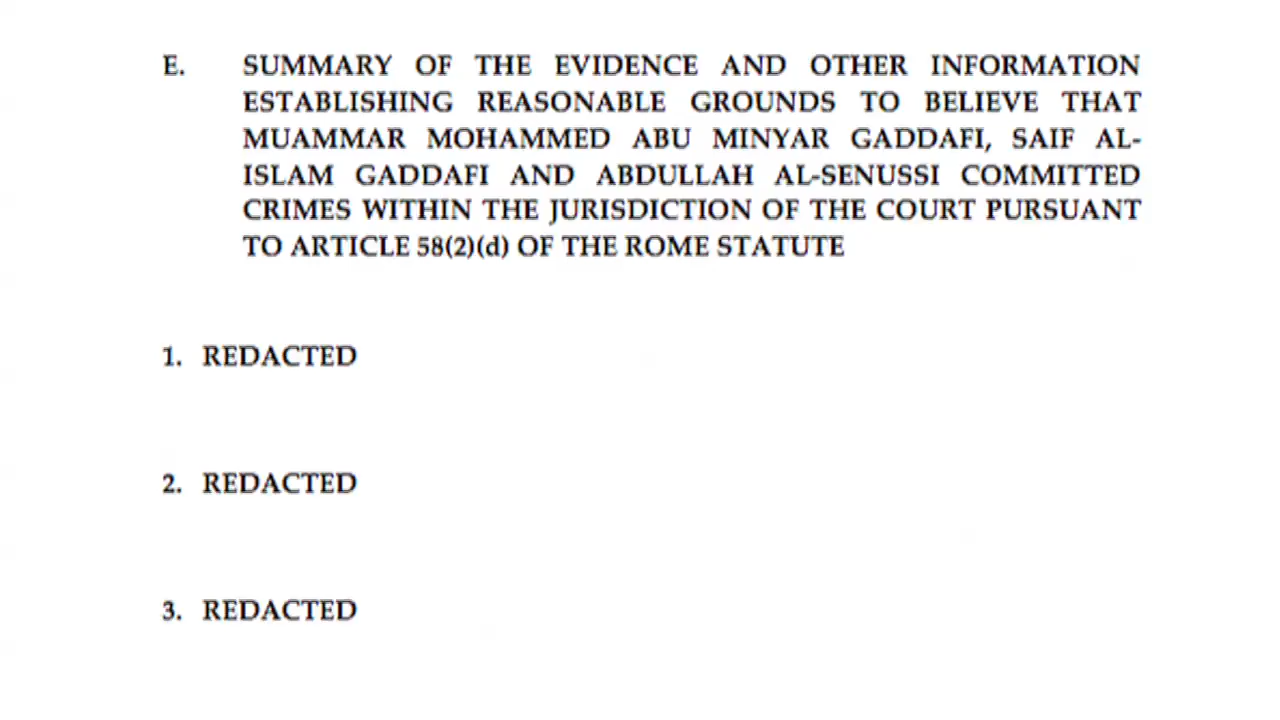 E. SUMMARY OF THE EVIDENCE AND OTHER INFORMATION
ESTABLISHING REASONABLE GROUNDS TO BELIEVE THAT
MUAMMAR MOHAMMED ABU MINYAR GADDAFI, SAIF AL-
ISLAM GADDAFI AND ABDULLAH AL-SENUSSI COMMITTED
CRIMES WITHIN THE JURISDICTION OF THE COURT PURSUANT
TO ARTICLE 58(2)(d) OF THE ROME STATUTE
1. REDACTED
2. REDACTED
3. REDACTED